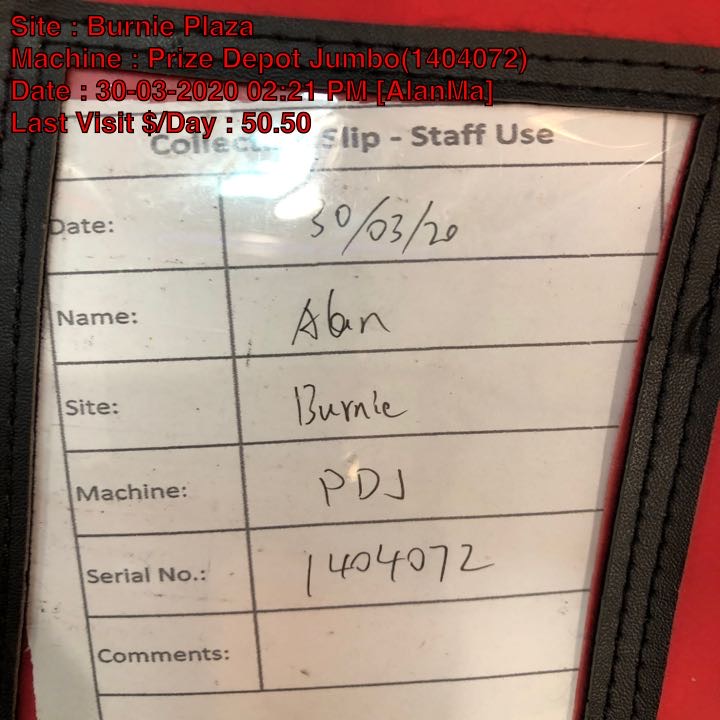 Site : Burnie Plaza
Machine : Prize Depot Jumbo(1404072)
Date : 30-03-2020 02:21 PM [AlanMa]
Last Visit $/Day : 50.50
Slip - Staff Use
Date: 30/03/20
Name: Alan
Site: Burnie
Machine: PDJ
Serial No.: 1404072
Comments: